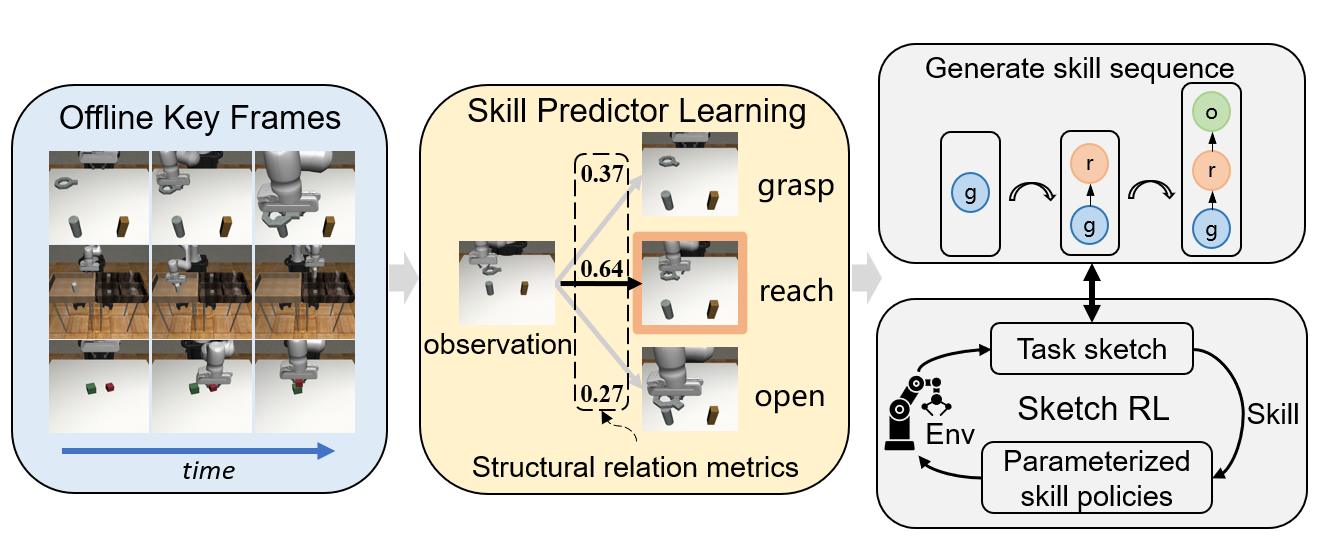 Offline Key Frames
time
Skill Predictor Learning
0.37
grasp
0.64
reach
observation
0.27
open
Structural relation metrics
Generate skill sequence
g
r
g
o
r
g
Task sketch
Sketch RL
Skill
Env
Parameterized
skill policies